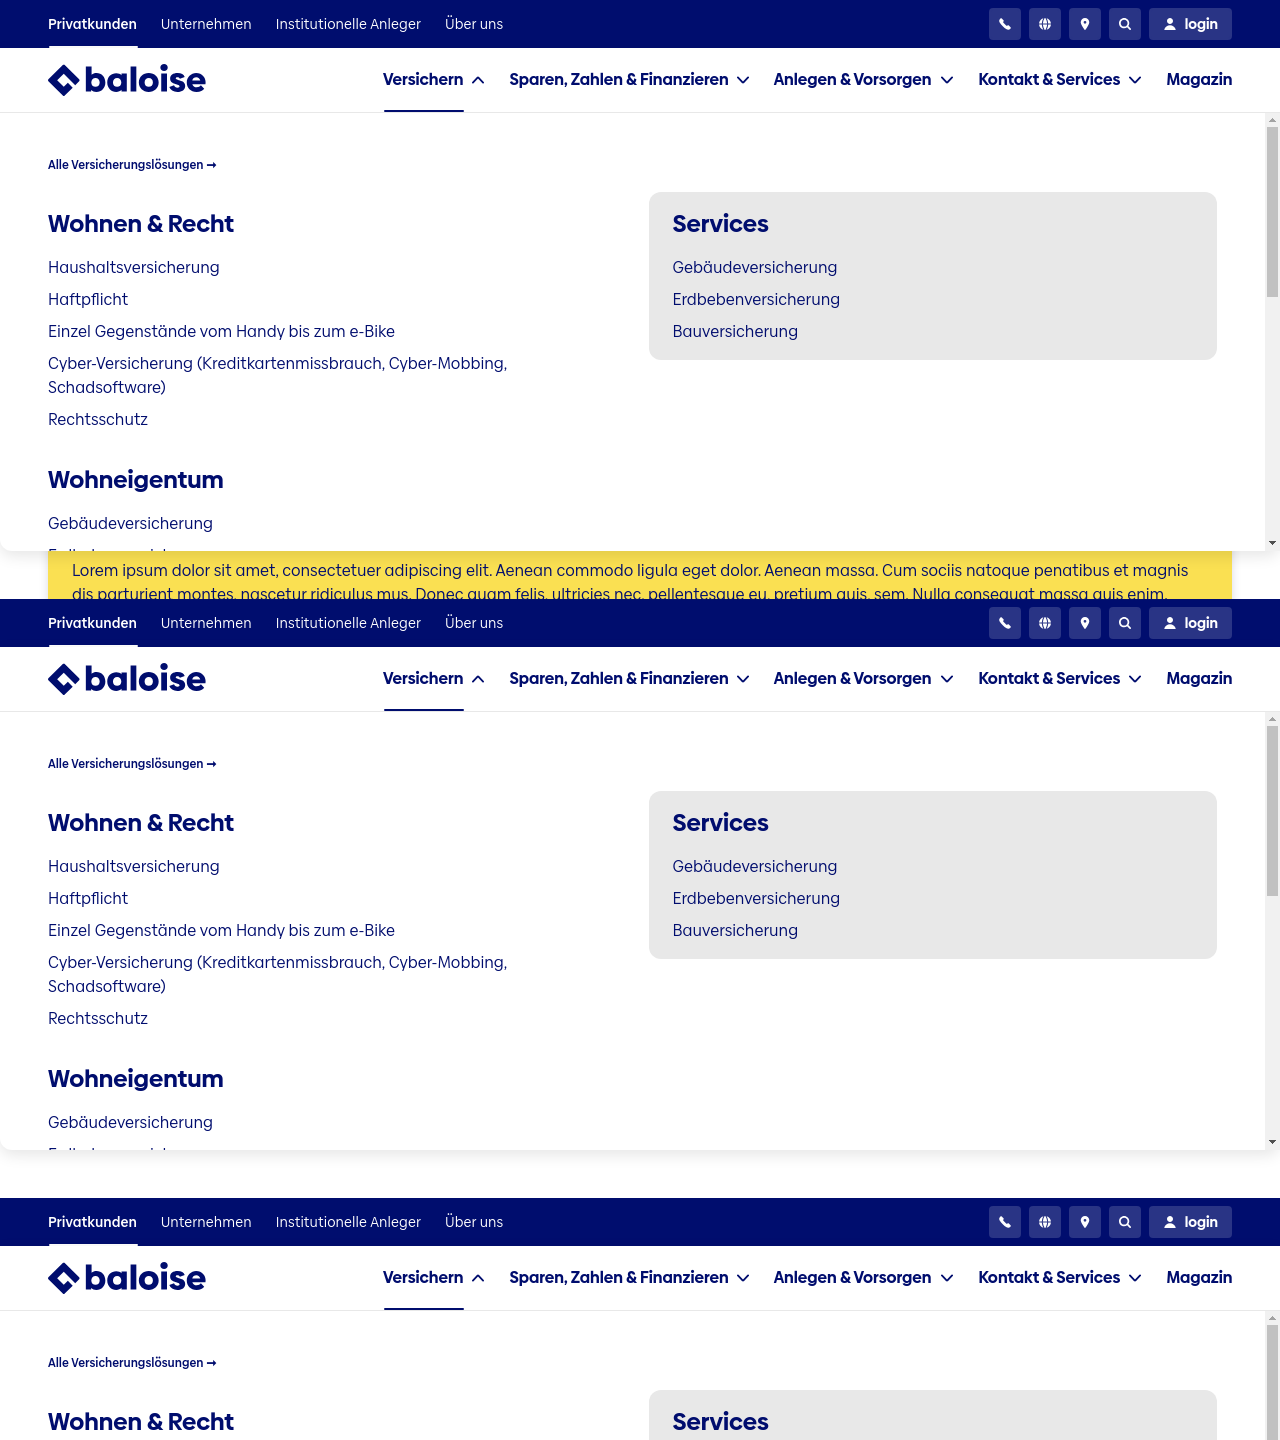 Privatkunden Unternehmen Institutionelle Anleger Über uns login
baloise Versichern Sparen, Zahlen & Finanzieren Anlegen & Vorsorgen Kontakt & Services Magazin
Alle Versicherungslösungen →
Wohnen & Recht
Haushaltsversicherung
Haftpflicht
Einzel Gegenstände vom Handy bis zum e-Bike
Cyber-Versicherung (Kreditkartenmissbrauch, Cyber-Mobbing,
Schadsoftware)
Rechtsschutz
Services
Gebäudeversicherung
Erdbebenversicherung
Bauversicherung
Wohneigentum
Gebäudeversicherung
Lorem ipsum dolor sit amet, consectetuer adipiscing elit. Aenean commodo ligula eget dolor. Aenean massa. Cum sociis natoque penatibus et magnis
dis parturient montes, nascetur ridiculus mus. Donec quam felis, ultricies nec, pellentesque eu, pretium quis, sem. Nulla consequat massa quis enim.
Privatkunden Unternehmen Institutionelle Anleger Über uns login
baloise Versichern Sparen, Zahlen & Finanzieren Anlegen & Vorsorgen Kontakt & Services Magazin
Alle Versicherungslösungen →
Wohnen & Recht
Haushaltsversicherung
Haftpflicht
Einzel Gegenstände vom Handy bis zum e-Bike
Cyber-Versicherung (Kreditkartenmissbrauch, Cyber-Mobbing,
Schadsoftware)
Rechtsschutz
Services
Gebäudeversicherung
Erdbebenversicherung
Bauversicherung
Wohneigentum
Gebäudeversicherung
Privatkunden Unternehmen Institutionelle Anleger Über uns login
baloise Versichern Sparen, Zahlen & Finanzieren Anlegen & Vorsorgen Kontakt & Services Magazin
Alle Versicherungslösungen →
Wohnen & Recht
Services